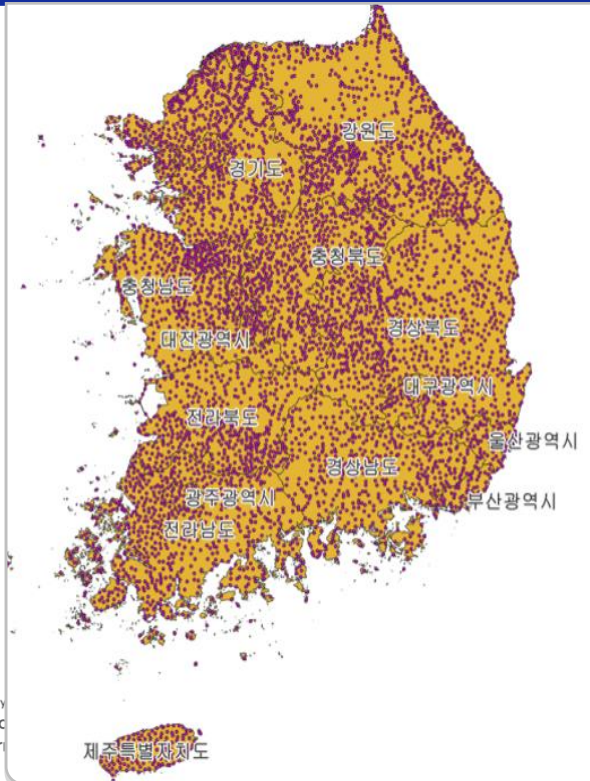 강원도
경기도
충청북도
충청남도
경상북도
대전광역시
대구광역시
전라북도
울산광역시
경상남도
광주광역시
부산광역시
전라남도
제주특별자치도